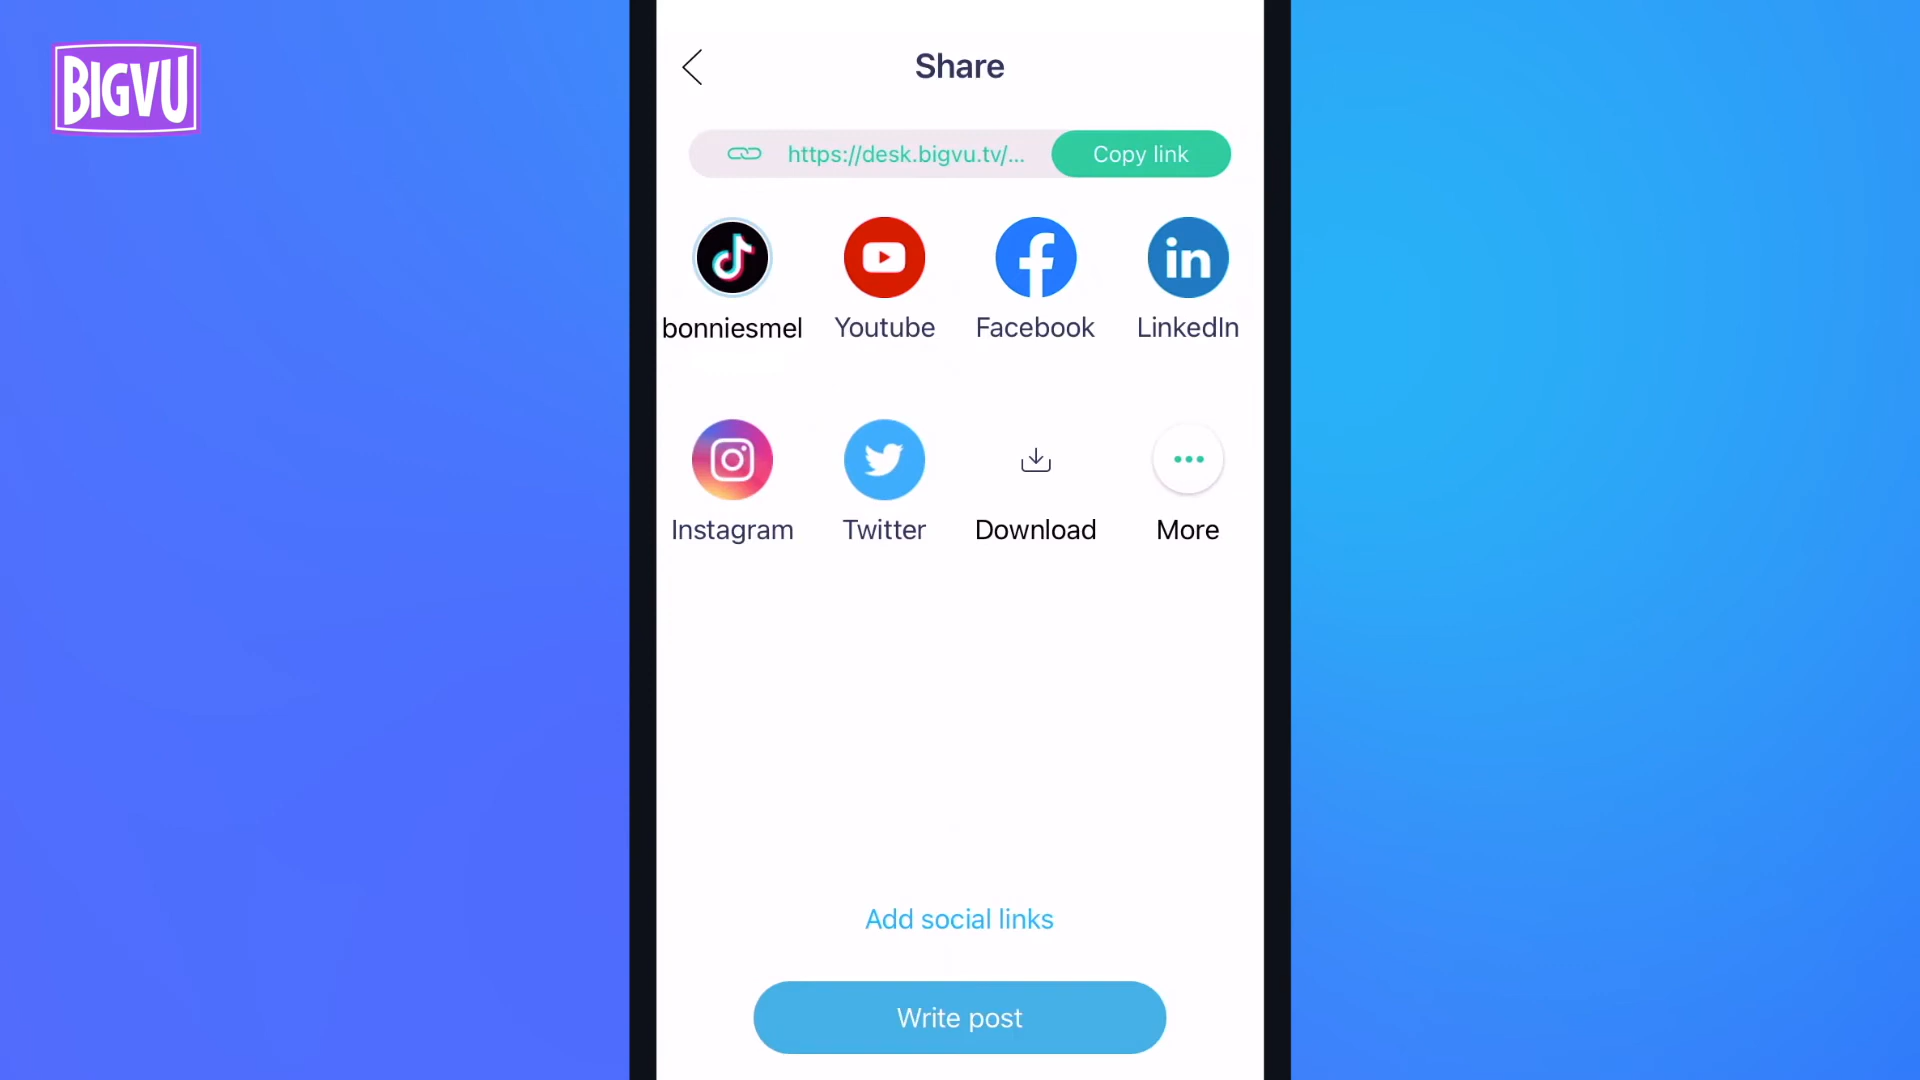 BIGVU
Share
https://desk.bigvu.tv/...
Copy link
bonniesmel
Youtube
Facebook
LinkedIn
Instagram
Twitter
Download
More
Add social links
Write post